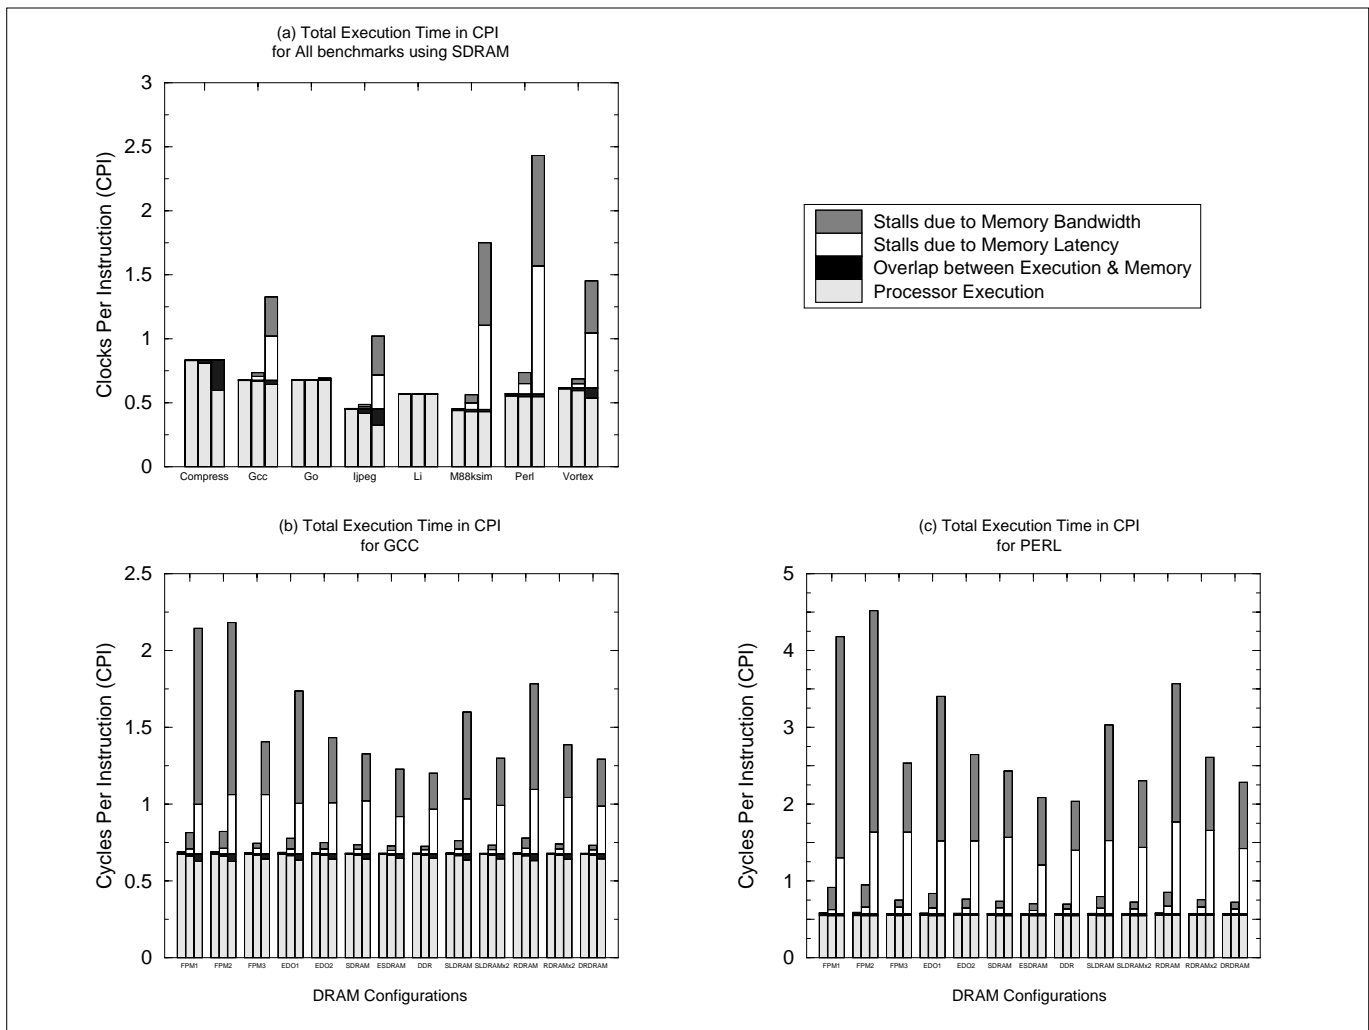 (a) Total Execution Time in CPI
for All benchmarks using SDRAM
Clocks Per Instruction (CPI)
3
2.5
2
1.5
1
0.5
0
Compress Gcc Go Ijpeg Li M88ksim Perl Vortex
Stalls due to Memory Bandwidth
Stalls due to Memory Latency
Overlap between Execution & Memory
Processor Execution
(b) Total Execution Time in CPI
for GCC
Cycles Per Instruction (CPI)
2.5
2
1.5
1
0.5
0
FPM1 FPM2 FPM3 EDO1 EDO2 SDRAM ESDRAM DDR SLDRAM SLDRAMx2 RDRAM RDRAMx2 DRDRAM
DRAM Configurations
(c) Total Execution Time in CPI
for PERL
Cycles Per Instruction (CPI)
5
4
3
2
1
0
FPM1 FPM2 FPM3 EDO1 EDO2 SDRAM ESDRAM DDR SLDRAM SLDRAMx2 RDRAM RDRAMx2 DRDRAM
DRAM Configurations